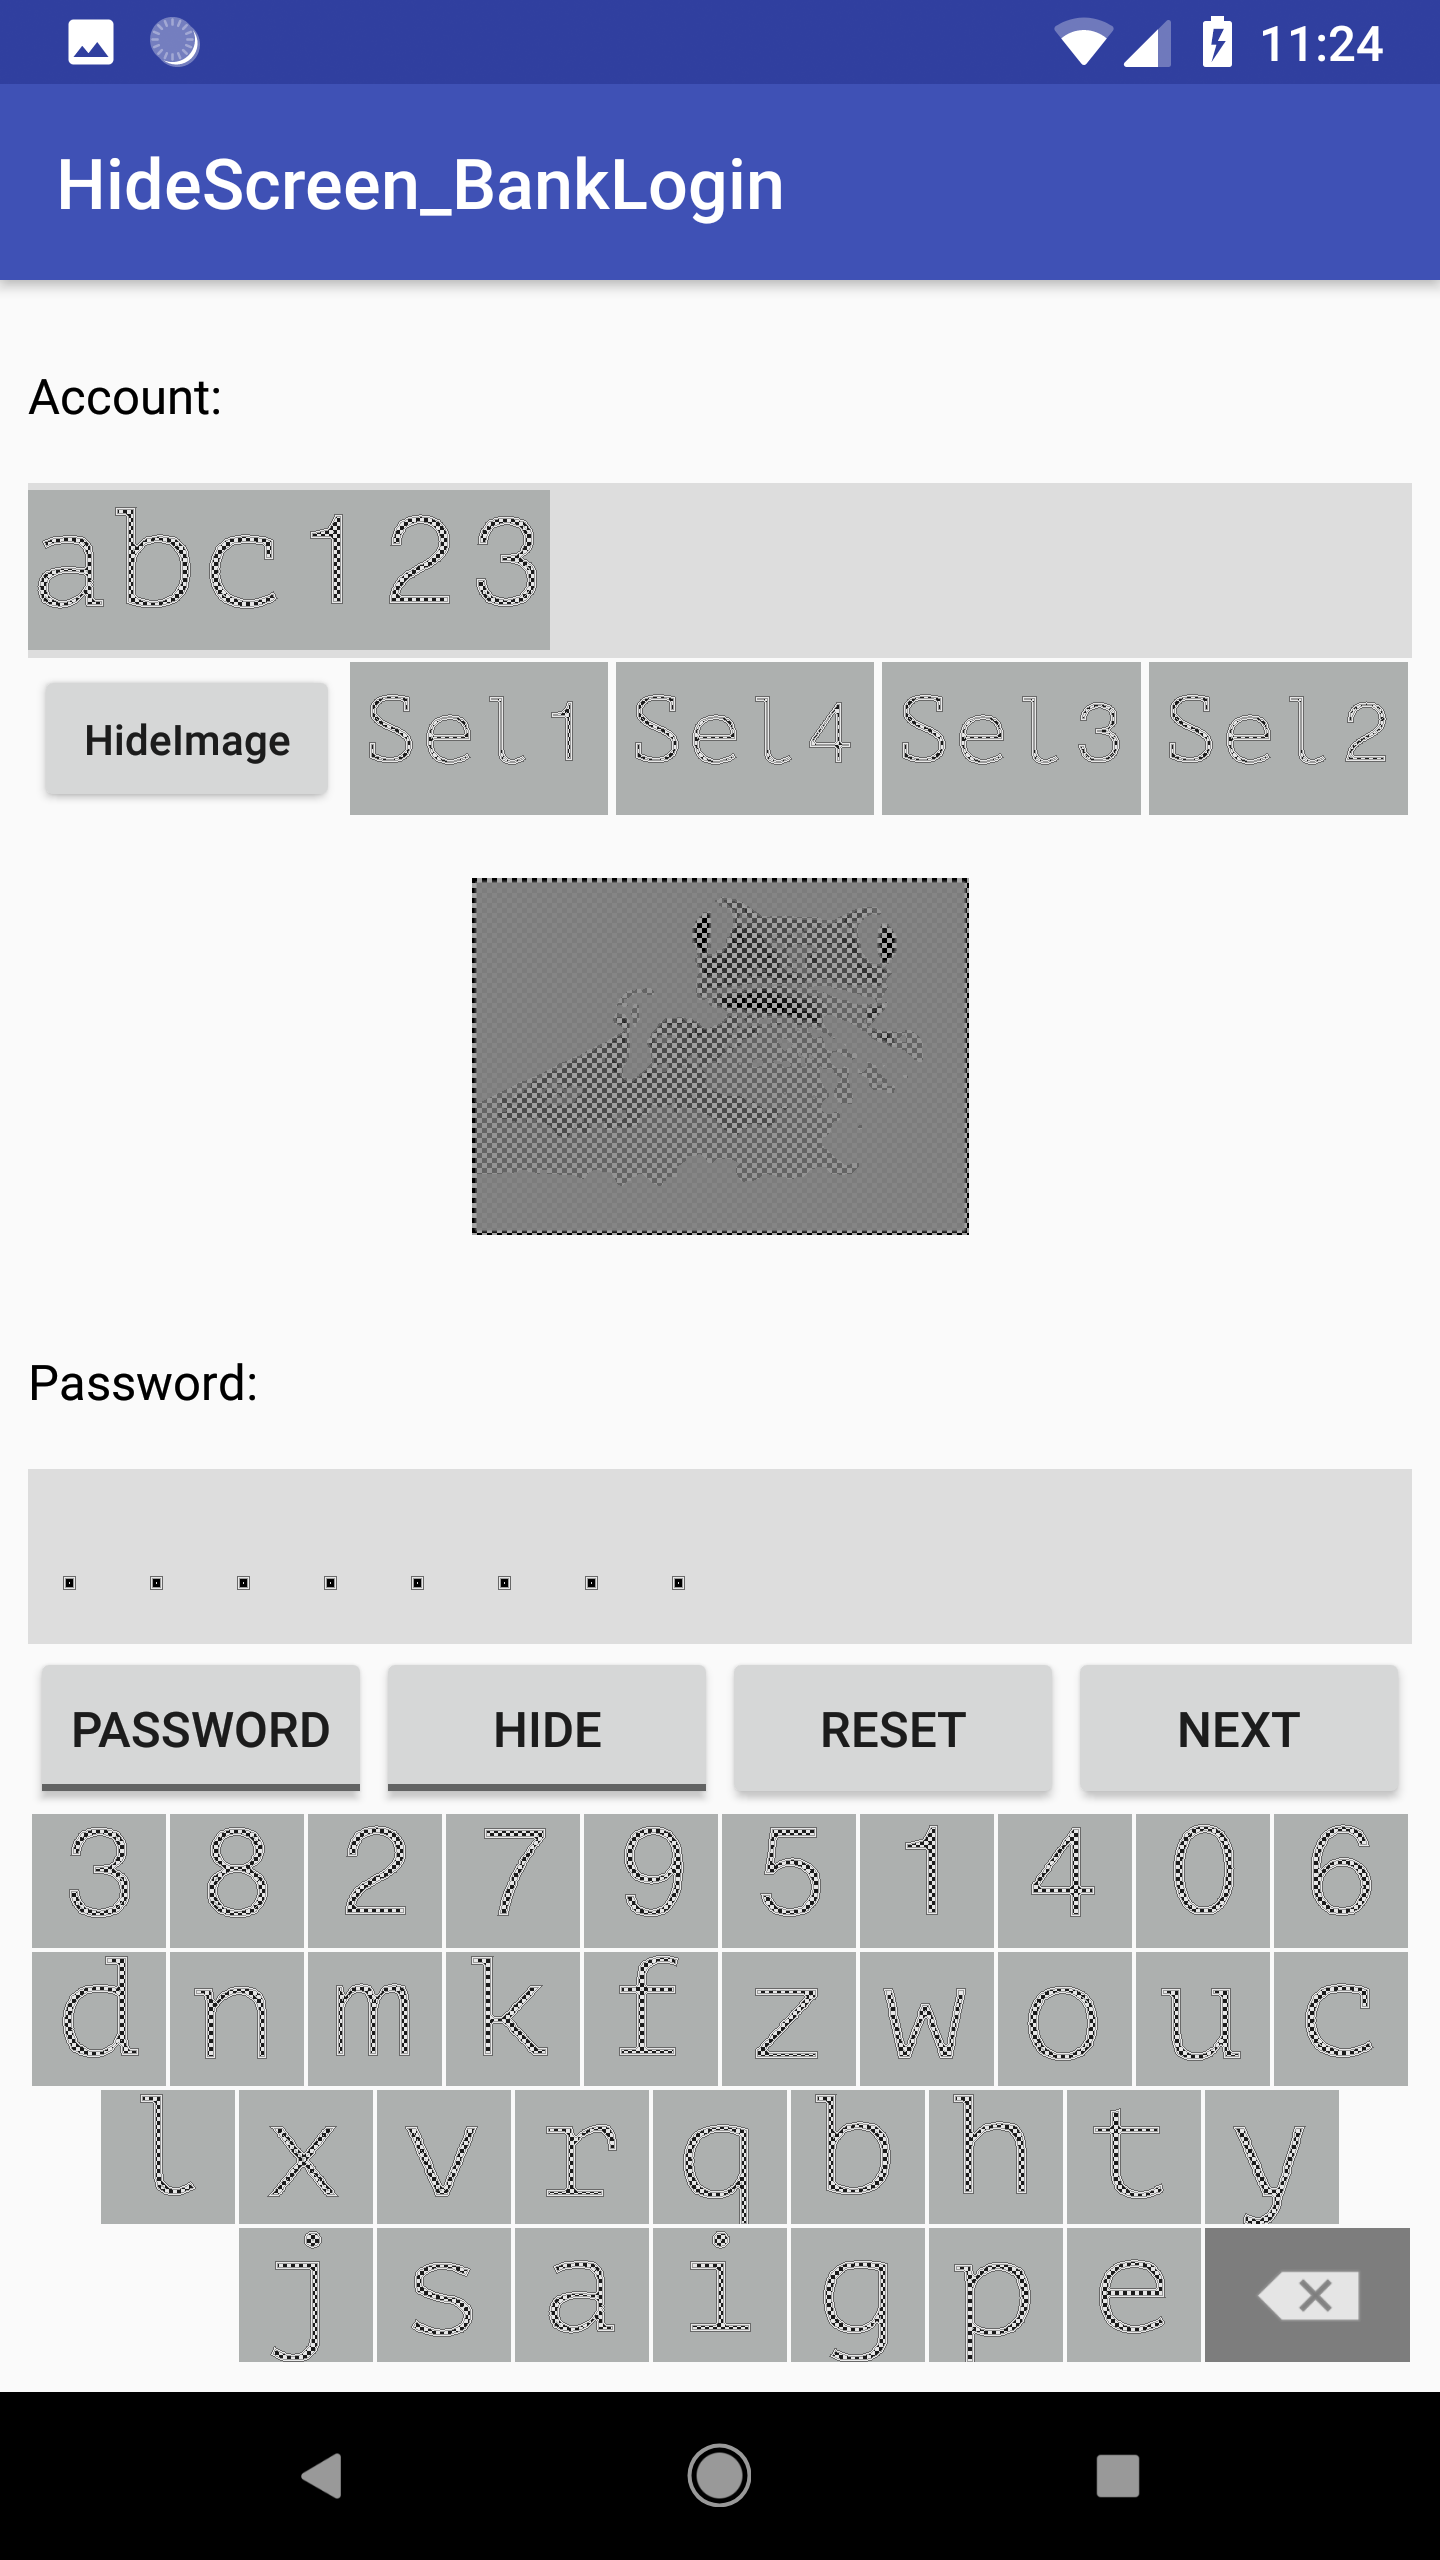 11:24
HideScreen_BankLogin
Account:
abc123
HideImage Sel1 Sel4 Sel3 Sel2
Password:
........
PASSWORD HIDE RESET NEXT
3 8 2 7 9 5 1 4 0 6
d n m k f z w o u c
l x v r q b h t y
j s a i g p e